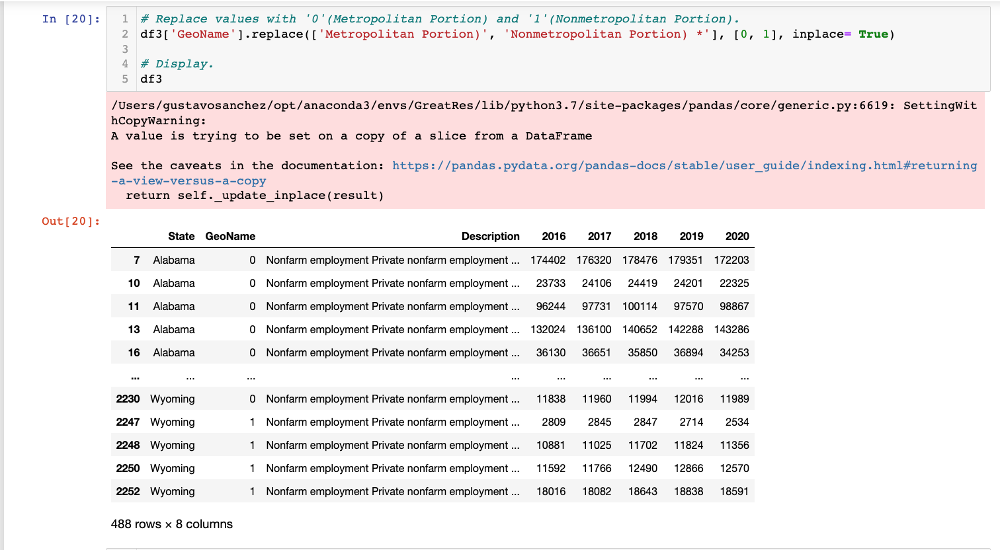 In [20]:
1 # Replace values with '0'(Metropolitan Portion) and '1'(Nonmetropolitan Portion).
2 df3['GeoName'].replace(['Metropolitan Portion)', 'Nonmetropolitan Portion) *'], [0, 1], inplace= True)
3
4 # Display.
5 df3
/Users/gustavosanchez/opt/anaconda3/envs/GreatRes/lib/python3.7/site-packages/pandas/core/generic.py:6619: SettingWit
hCopyWarning:
A value is trying to be set on a copy of a slice from a DataFrame
See the caveats in the documentation: https://pandas.pydata.org/pandas-docs/stable/user_guide/indexing.html#returning
-a-view-versus-a-copy
return self._update_inplace(result)
Out[20]:
State GeoName Description 2016 2017 2018 2019 2020
7 Alabama 0 Nonfarm employment Private nonfarm employment ... 174402 176320 178476 179351 172203
10 Alabama 0 Nonfarm employment Private nonfarm employment ... 23733 24106 24419 24201 22325
11 Alabama 0 Nonfarm employment Private nonfarm employment ... 96244 97731 100114 97570 98867
13 Alabama 0 Nonfarm employment Private nonfarm employment ... 132024 136100 140652 142288 143286
16 Alabama 0 Nonfarm employment Private nonfarm employment ... 36130 36651 35850 36894 34253
... ... ... ... ... ... ... ... ...
2230 Wyoming 0 Nonfarm employment Private nonfarm employment ... 11838 11960 11994 12016 11989
2247 Wyoming 1 Nonfarm employment Private nonfarm employment ... 2809 2845 2847 2714 2534
2248 Wyoming 1 Nonfarm employment Private nonfarm employment ... 10881 11025 11702 11824 11356
2250 Wyoming 1 Nonfarm employment Private nonfarm employment ... 11592 11766 12490 12866 12570
2252 Wyoming 1 Nonfarm employment Private nonfarm employment ... 18016 18082 18643 18838 18591
488 rows × 8 columns